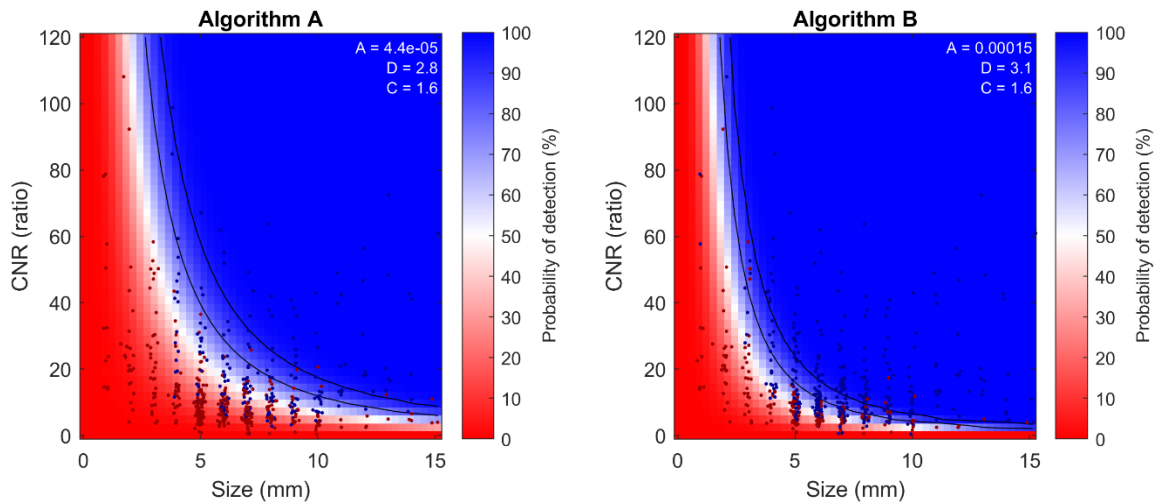 Algorithm A
A = 4.4e-05
D = 2.8
C = 1.6
120
100
80
60
40
20
0
CNR (ratio)
0 5 10 15
Size (mm)
100
90
80
70
60
50
40
30
20
10
0
Probability of detection (%)
Algorithm B
A = 0.00015
D = 3.1
C = 1.6
120
100
80
60
40
20
0
CNR (ratio)
0 5 10 15
Size (mm)
100
90
80
70
60
50
40
30
20
10
0
Probability of detection (%)